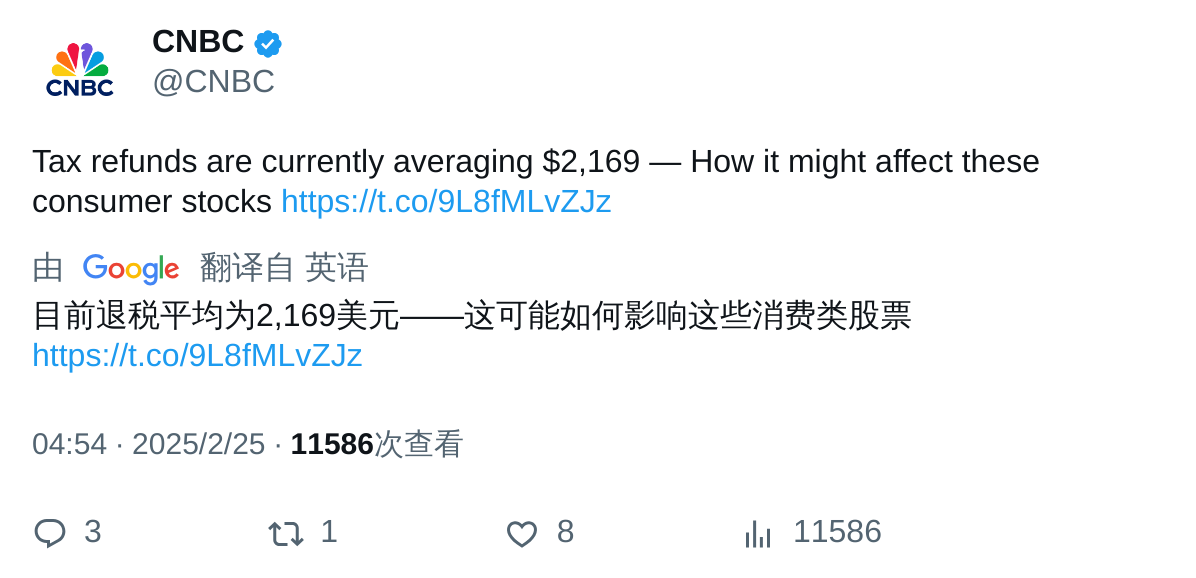 CNBC
CNBC
@CNBC
Tax refunds are currently averaging $2,169 — How it might affect these
consumer stocks https://t.co/9L8fMLvZJz
由 Google 翻译自 英语
目前退税平均为2,169美元——这可能如何影响这些消费类股票
https://t.co/9L8fMLvZJz
04:54 · 2025/2/25 · 11586次查看
3 1 8 11586